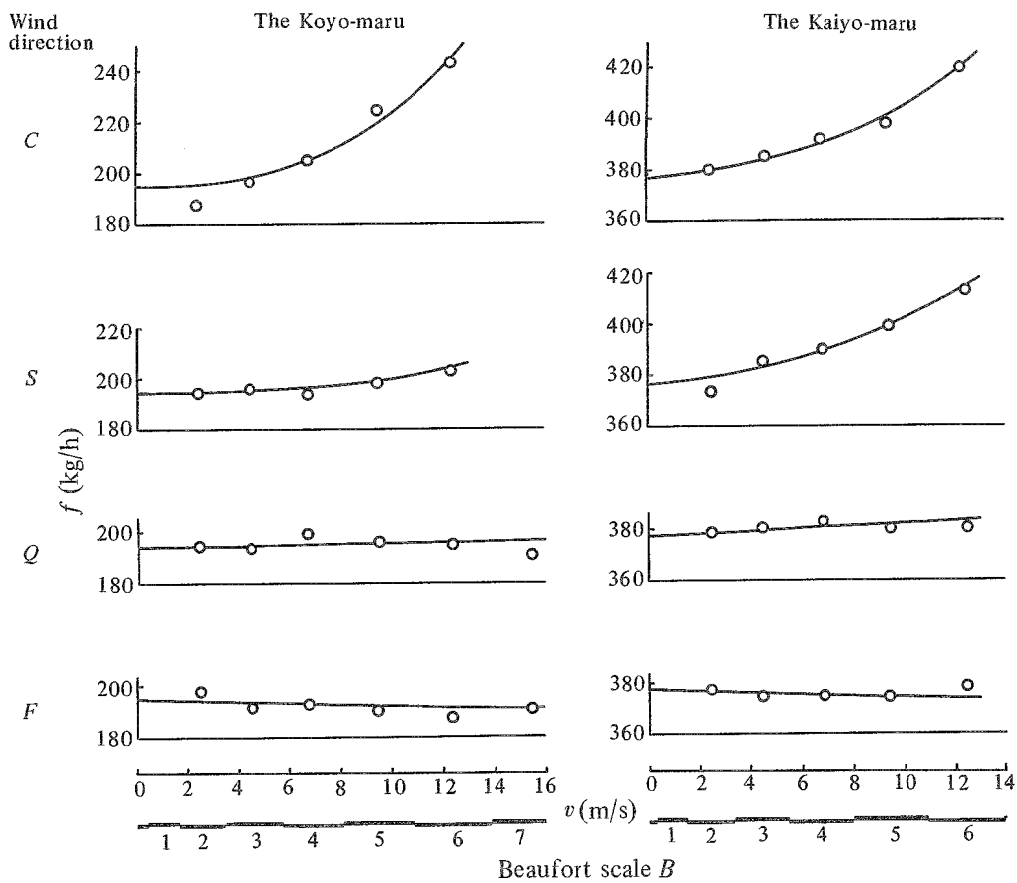 Wind direction
The Koyo-maru
The Kaiyo-maru
C
240
220
200
180
420
400
380
360
S
220
200
180
420
400
380
360
f (kg/h)
Q
200
180
380
360
F
200
180
380
360
0 2 4 6 8 10 12 14 16
v (m/s)
0 2 4 6 8 10 12 14
1 2 3 4 5 6 7
1 2 3 4 5 6
Beaufort scale B